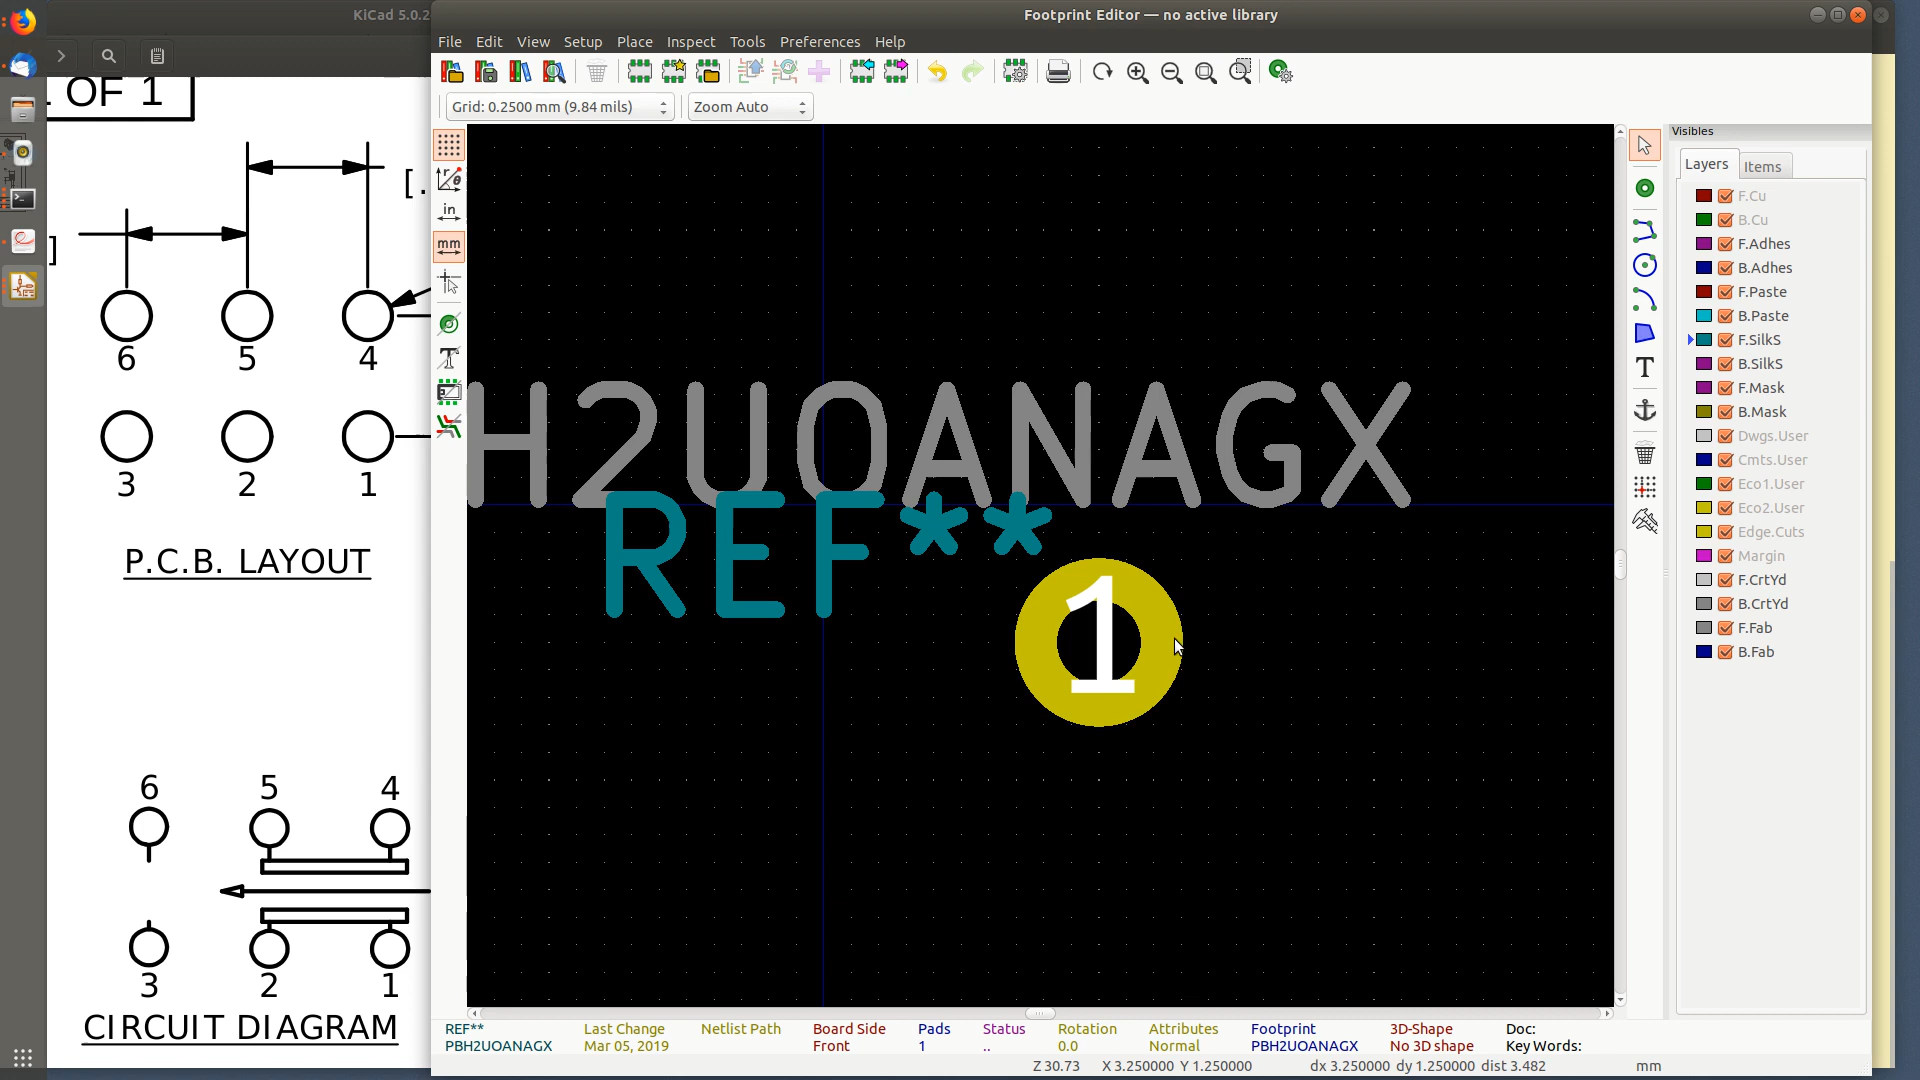 KiCad 5.0.2
Footprint Editor — no active library
File Edit View Setup Place Inspect Tools Preferences Help
Grid: 0.2500 mm (9.84 mils)
Zoom Auto
OF 1
[.
]
6 5 4
3 2 1
P.C.B. LAYOUT
6 5 4
3 2 1
CIRCUIT DIAGRAM
in
mm
H2UOANAGX
REF**
1
T
Visibles
Layers Items
F.Cu
B.Cu
F.Adhes
B.Adhes
F.Paste
B.Paste
F.SilkS
B.SilkS
F.Mask
B.Mask
Dwgs.User
Cmts.User
Eco1.User
Eco2.User
Edge.Cuts
Margin
F.CrtYd
B.CrtYd
F.Fab
B.Fab
REF** Last Change Netlist Path Board Side Pads Status Rotation Attributes Footprint 3D-Shape Doc:
PBH2UOANAGX Mar 05, 2019 Front 1 .. 0.0 Normal PBH2UOANAGX No 3D shape Key Words:
Z 30.73 X 3.250000 Y 1.250000 dx 3.250000 dy 1.250000 dist 3.482 mm